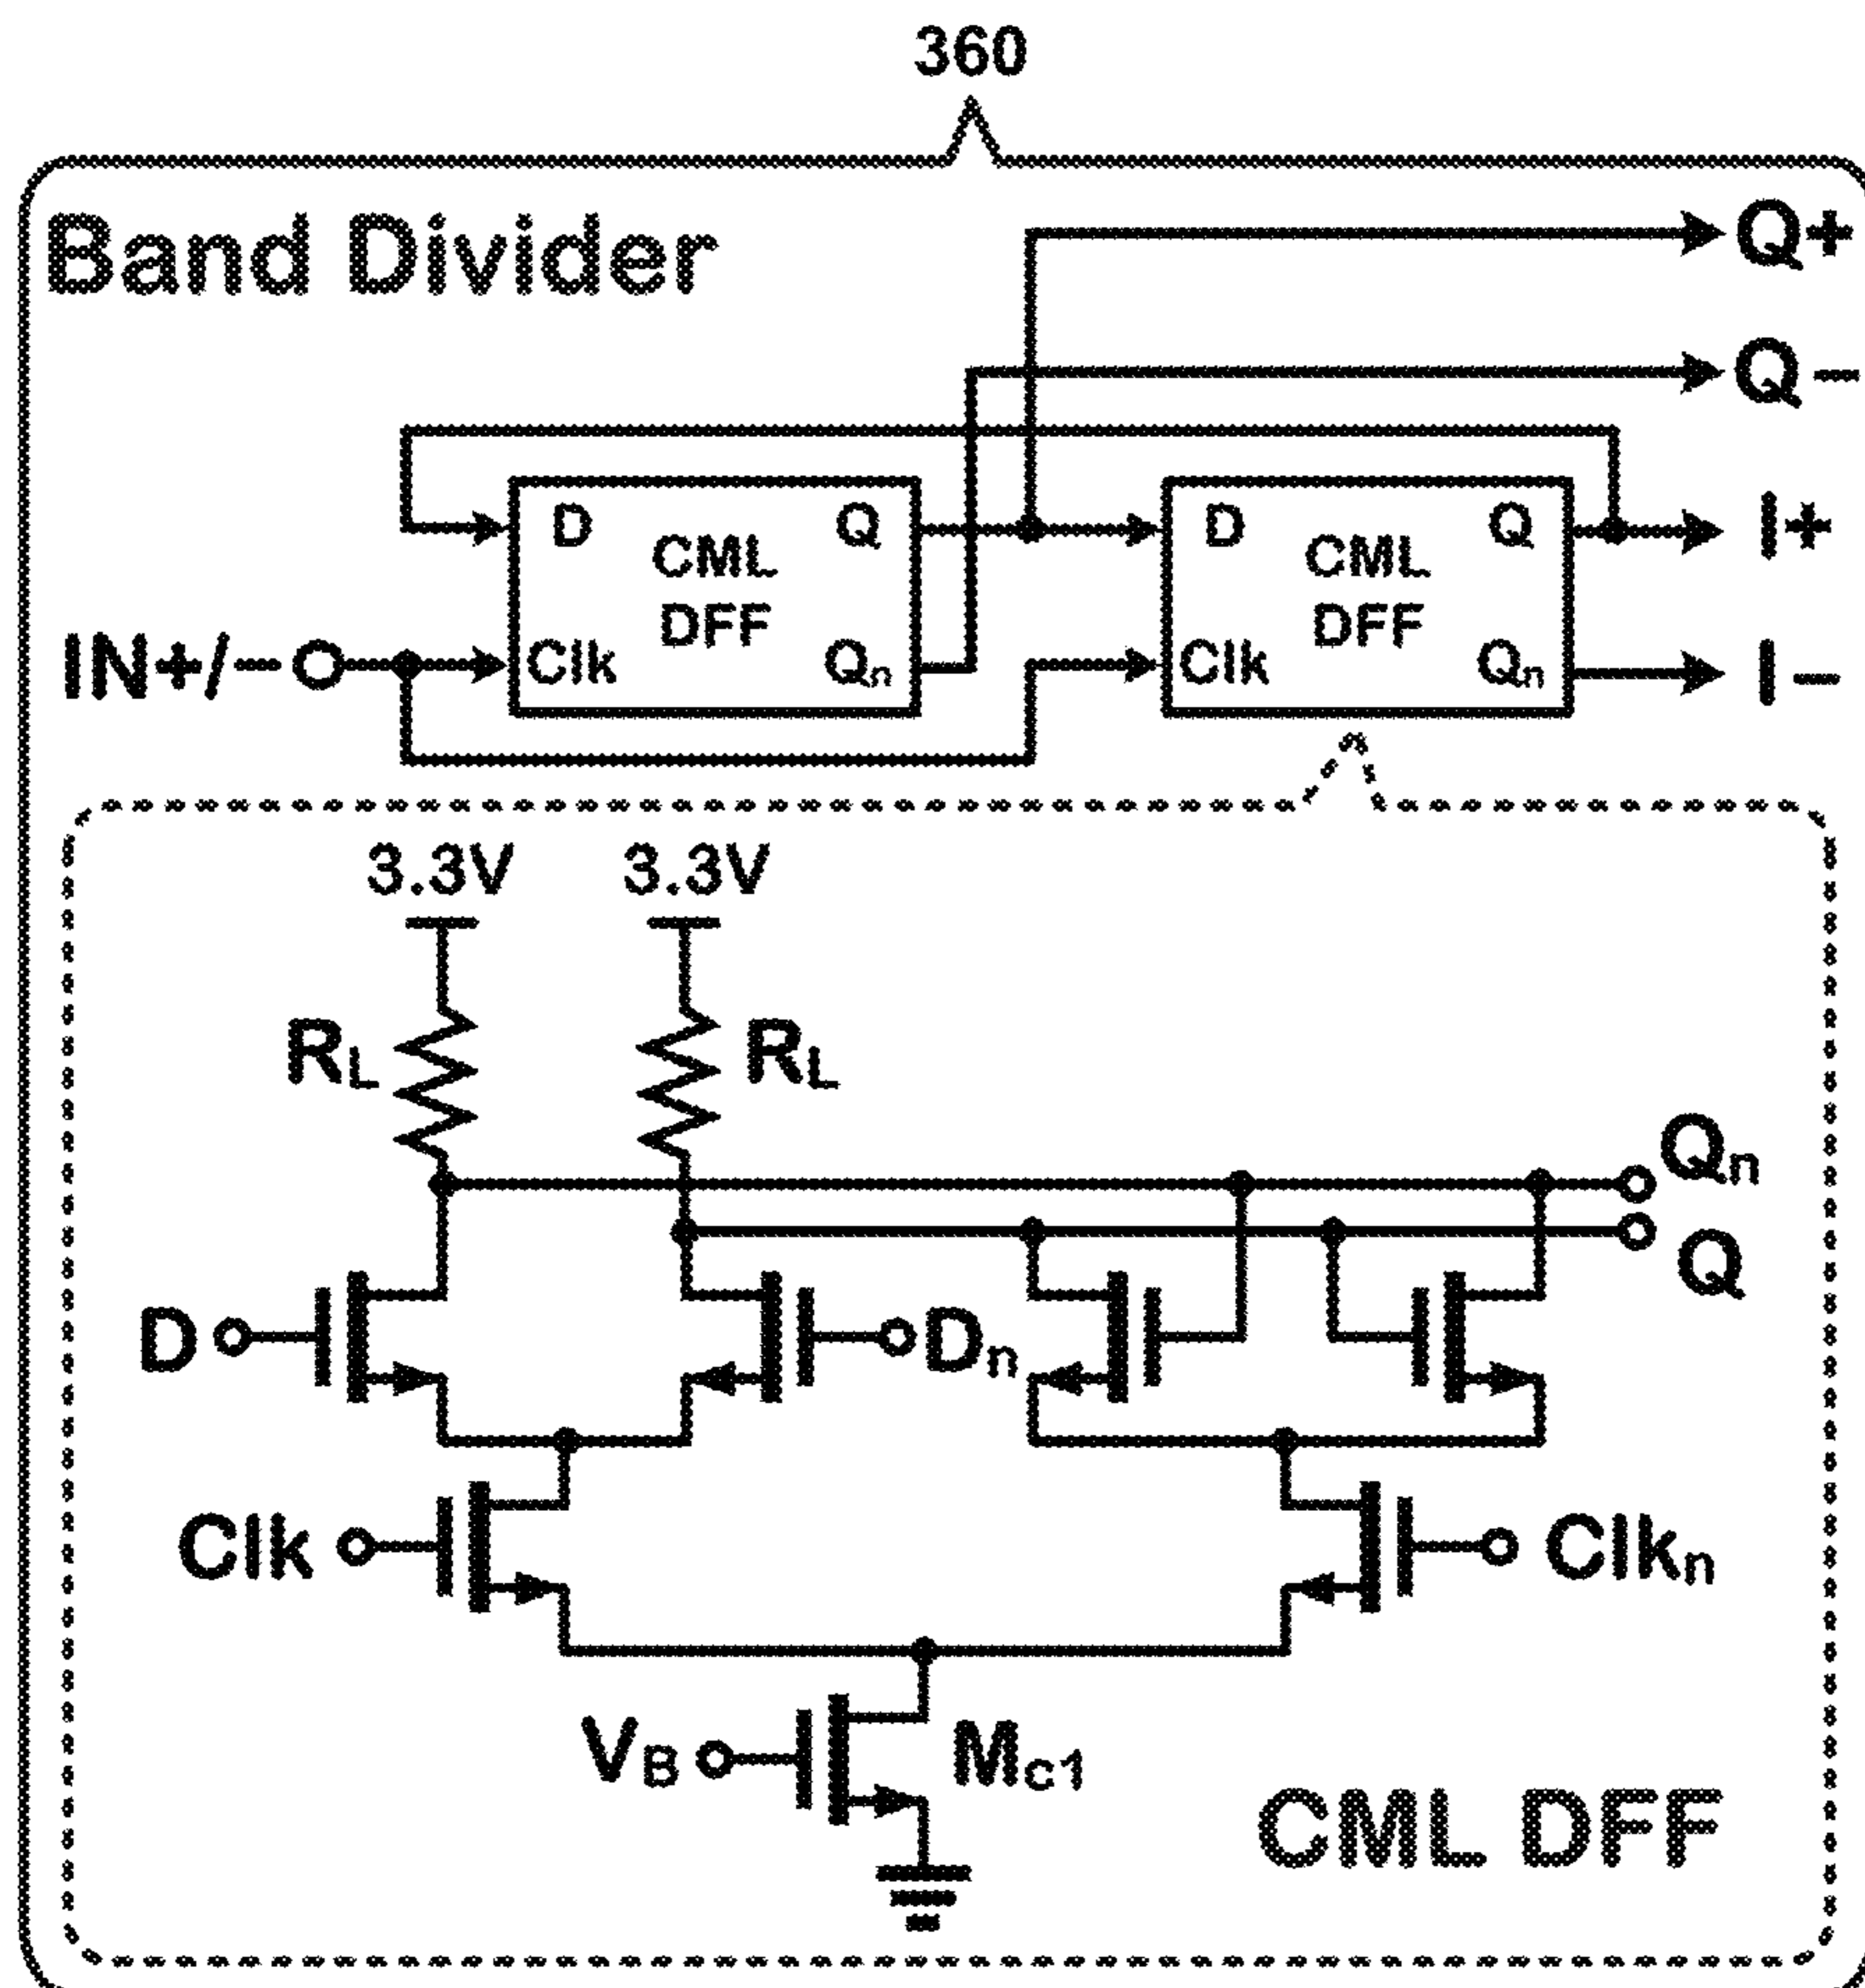 360
Band Divider
Q+
Q−
D Q D Q I+
CML CML
DFF DFF
IN+/− Clk Qn Clk Qn I−
3.3V 3.3V
RL RL
Qn
Q
D Dn
Clk Clkn
VB Mc1
CML DFF